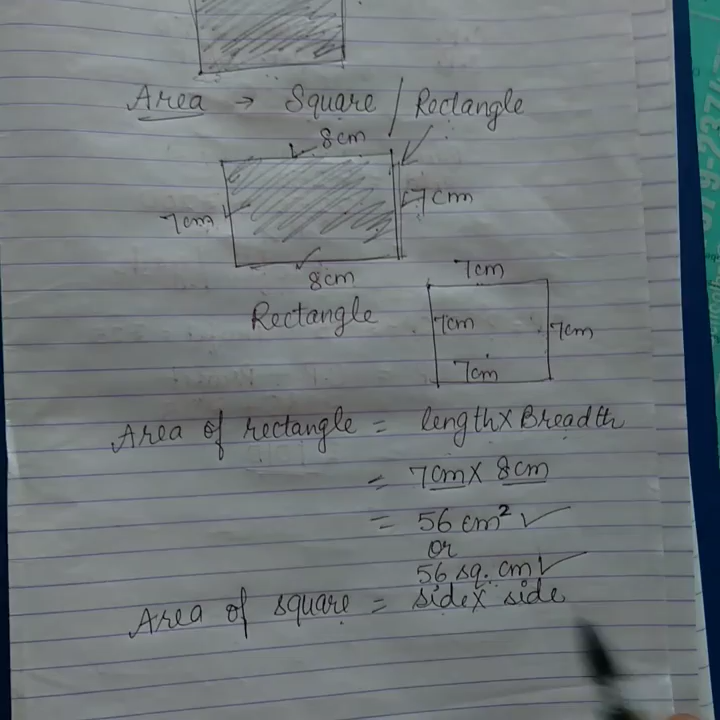 Area → Square / Rectangle
8cm
7cm
7cm
8cm
Rectangle
7cm
7cm
7cm
7cm
Area of rectangle = length x Breadth
= 7cm x 8cm
= 56 cm²
or
56 sq. cm
Area of square = side x side